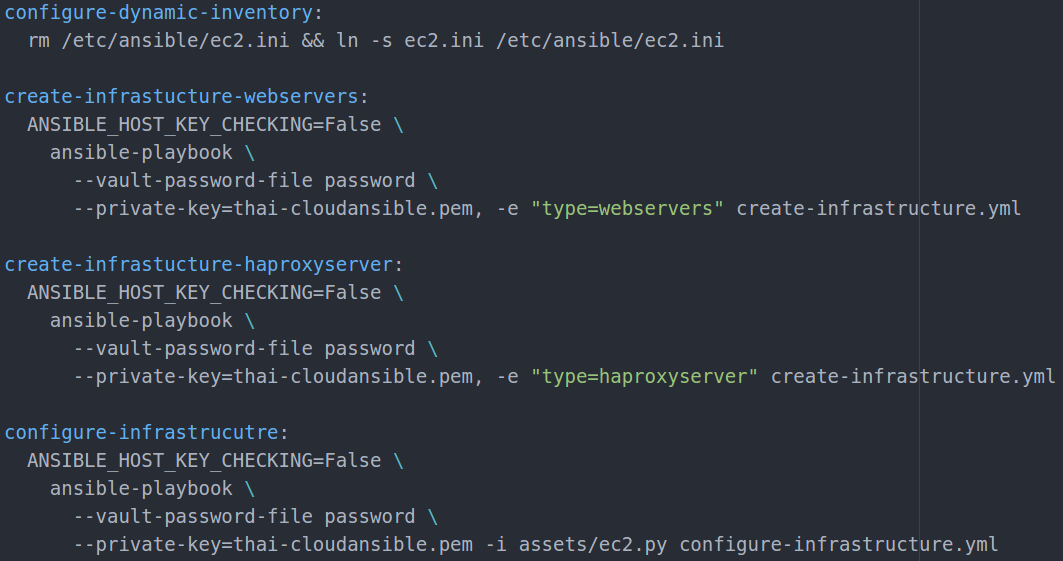 configure-dynamic-inventory:
  rm /etc/ansible/ec2.ini && ln -s ec2.ini /etc/ansible/ec2.ini

create-infrastucture-webservers:
  ANSIBLE_HOST_KEY_CHECKING=False \
    ansible-playbook \
      --vault-password-file password \
      --private-key=thai-cloudansible.pem, -e "type=webservers" create-infrastructure.yml

create-infrastucture-haproxyserver:
  ANSIBLE_HOST_KEY_CHECKING=False \
    ansible-playbook \
      --vault-password-file password \
      --private-key=thai-cloudansible.pem, -e "type=haproxyserver" create-infrastructure.yml

configure-infrastrucutre:
  ANSIBLE_HOST_KEY_CHECKING=False \
    ansible-playbook \
      --vault-password-file password \
      --private-key=thai-cloudansible.pem -i assets/ec2.py configure-infrastructure.yml